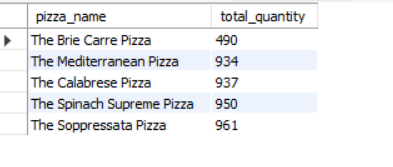 pizza_name total_quantity
The Brie Carre Pizza 490
The Mediterranean Pizza 934
The Calabrese Pizza 937
The Spinach Supreme Pizza 950
The Soppressata Pizza 961